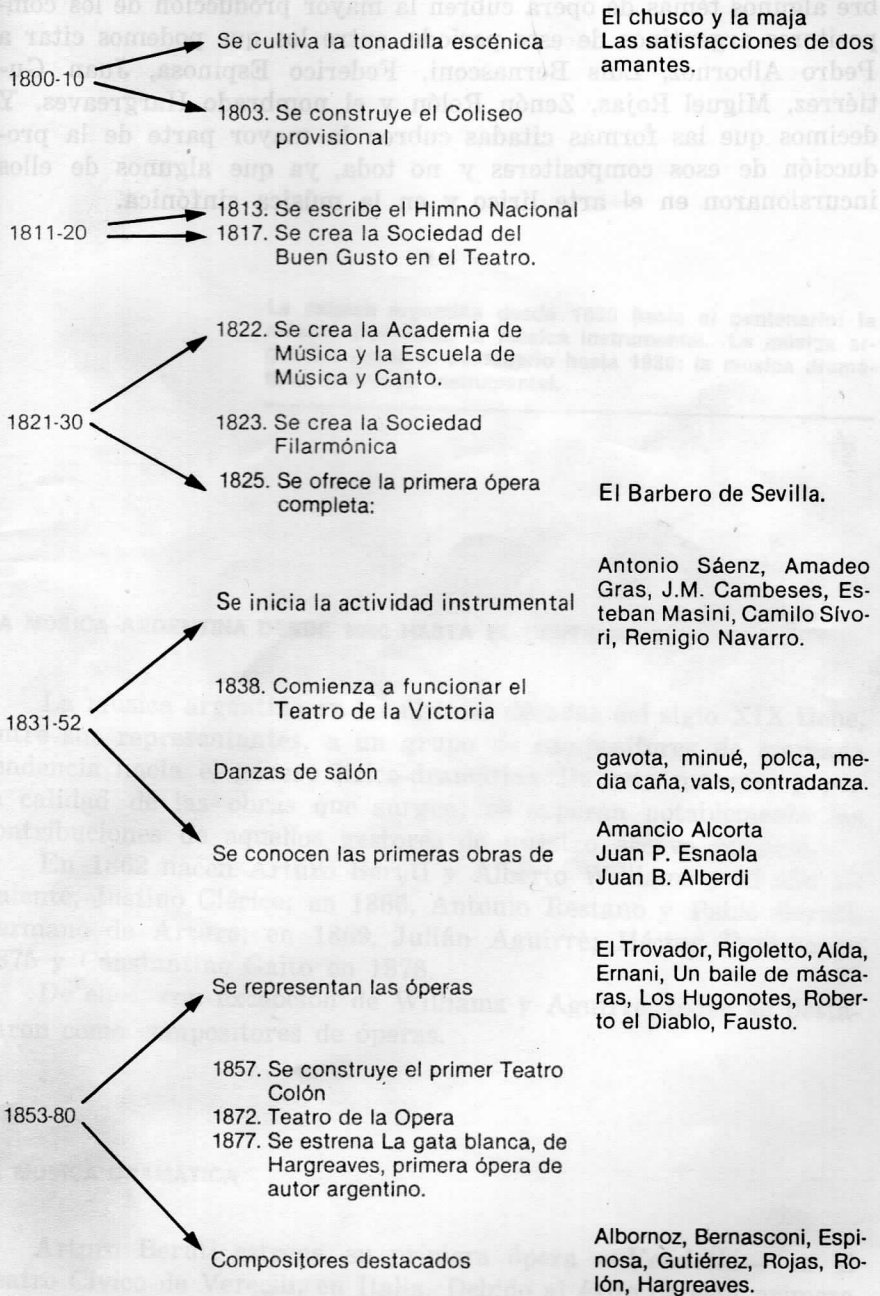 El chusco y la maja
Se cultiva la tonadilla escénica
Las satisfacciones de dos
amantes.
1800-10
1803. Se construye el Coliseo
provisional
1813. Se escribe el Himno Nacional
1811-20
1817. Se crea la Sociedad del
Buen Gusto en el Teatro.
1822. Se crea la Academia de
Música y la Escuela de
Música y Canto.
1821-30
1823. Se crea la Sociedad
Filarmónica
1825. Se ofrece la primera ópera
completa:
El Barbero de Sevilla.
Se inicia la actividad instrumental
Antonio Sáenz, Amadeo
Gras, J.M. Cambeses, Es-
teban Masini, Camilo Sívo-
ri, Remigio Navarro.
1831-52
1838. Comienza a funcionar el
Teatro de la Victoria
Danzas de salón
gavota, minué, polca, me-
dia caña, vals, contradanza.
Se conocen las primeras obras de
Amancio Alcorta
Juan P. Esnaola
Juan B. Alberdi
Se representan las óperas
El Trovador, Rigoletto, Aida,
Ernani, Un baile de másca-
ras, Los Hugonotes, Rober-
to el Diablo, Fausto.
1853-80
1857. Se construye el primer Teatro
Colón
1872. Teatro de la Opera
1877. Se estrena La gata blanca, de
Hargreaves, primera ópera de
autor argentino.
Compositores destacados
Albornoz, Bernasconi, Espi-
nosa, Gutiérrez, Rojas, Ro-
lón, Hargreaves.